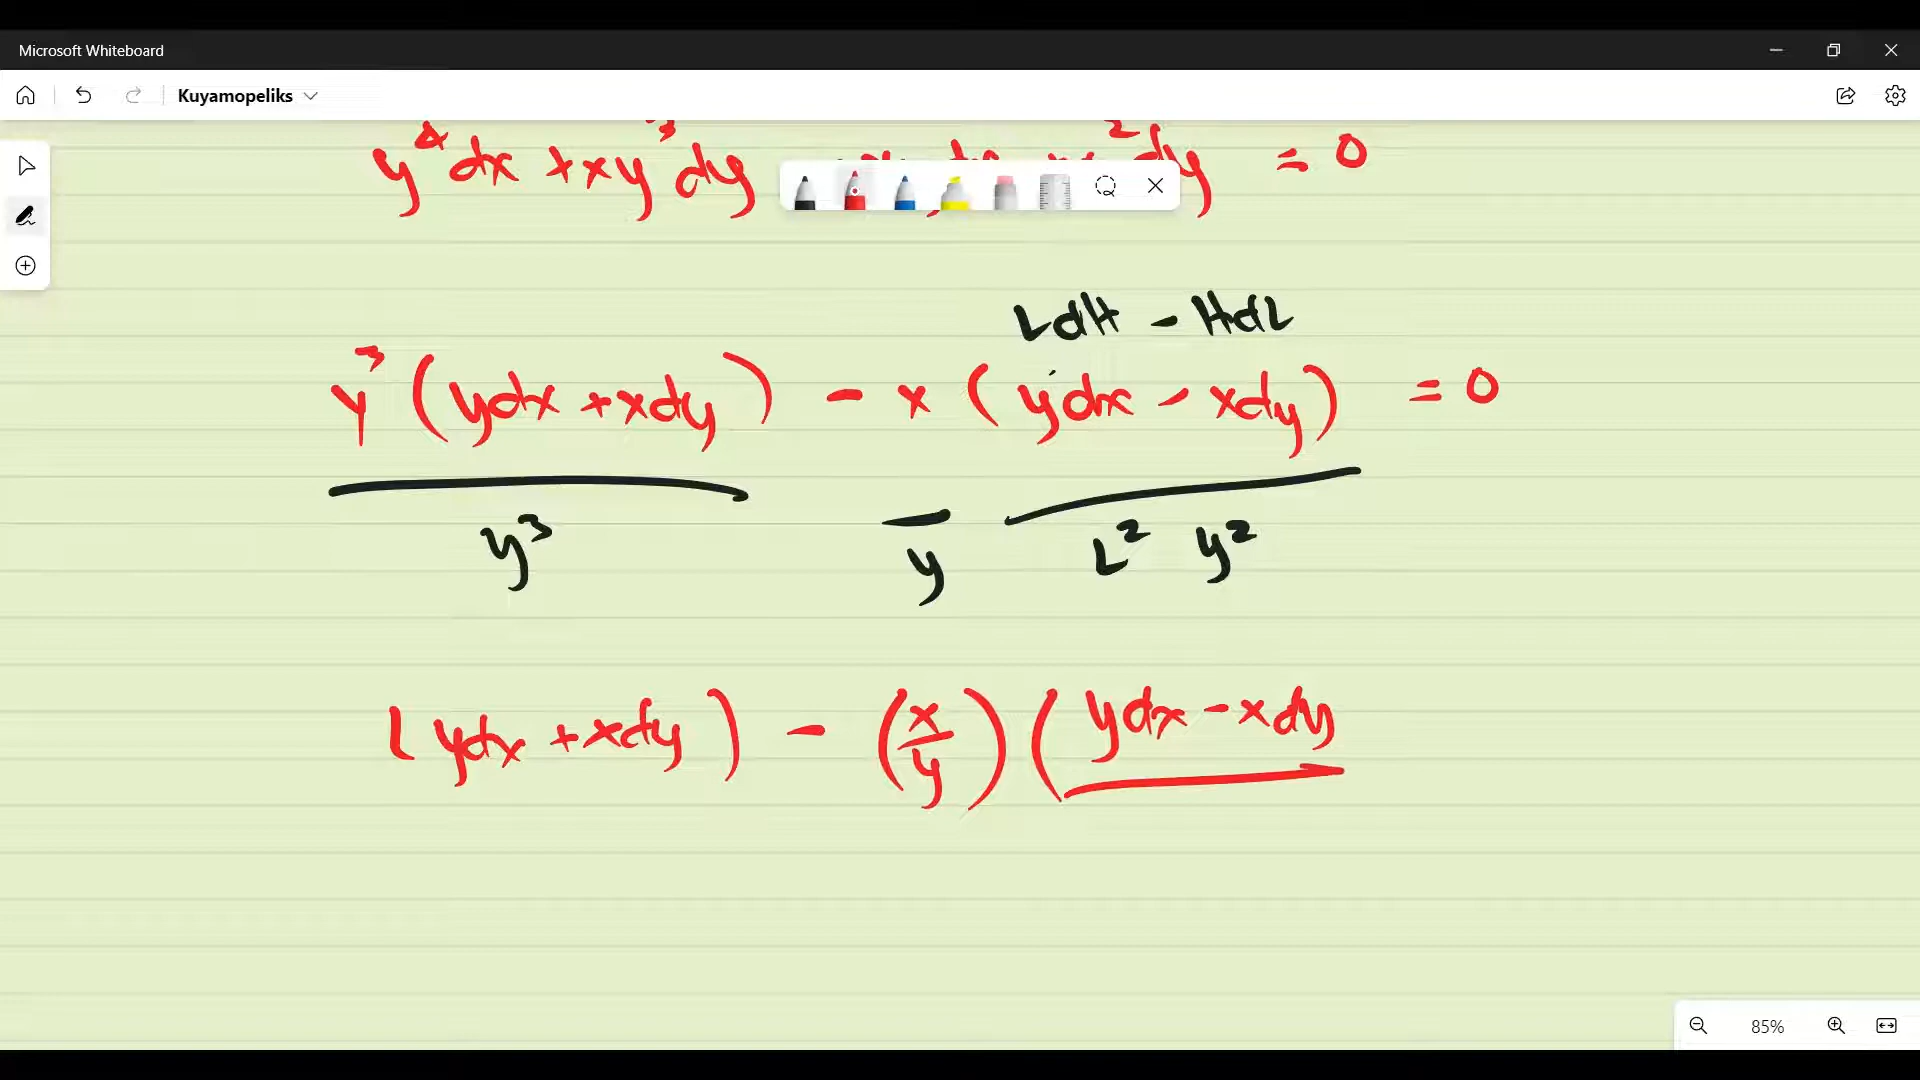 Microsoft Whiteboard
Kuyamopeliks
y⁴dx + xy³dy = 0
LdH - HdL
y³(ydx + xdy) - x(ydx - xdy) = 0
y³ y L² y²
(ydx + xdy) - (x/y)(ydx - xdy
85%